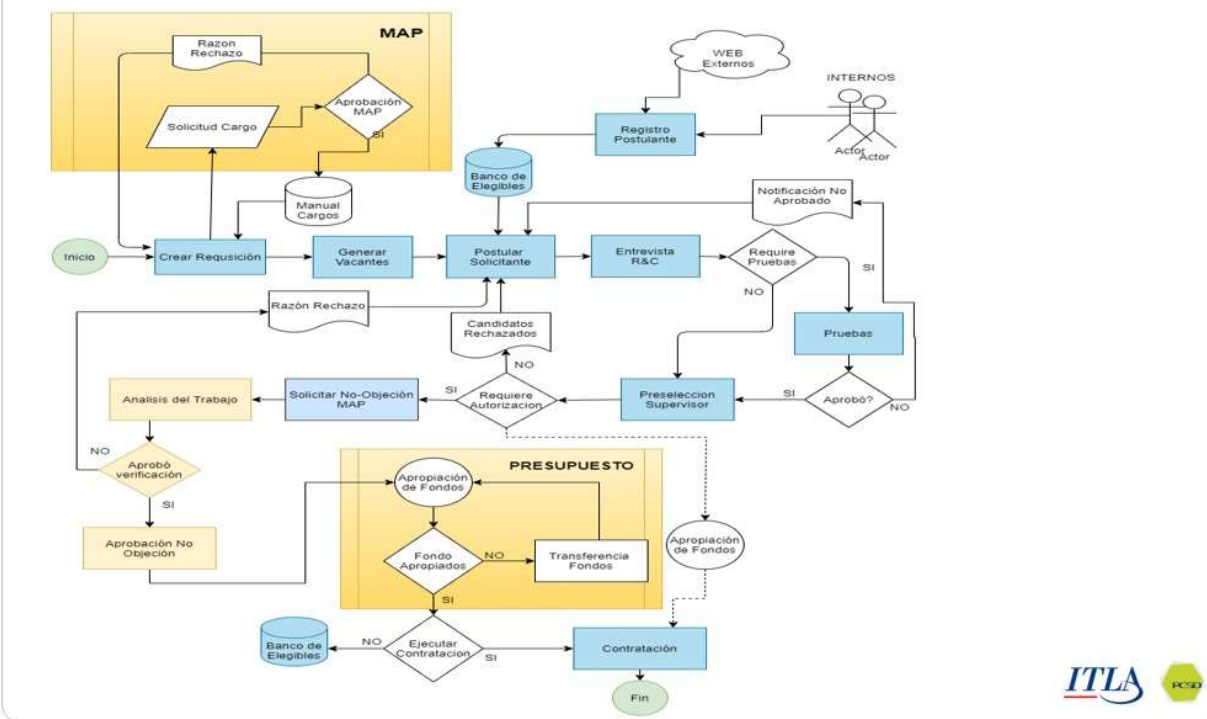 MAP
Razon
Rechazo
Aprobación
MAP
Solicitud Cargo
SI
Manual
Cargos
WEB
Externos
INTERNOS
Registro
Postulante
Actor
Actor
Banco de
Elegibles
Notificación No
Aprobado
Inicio
Crear Requsición
Generar
Vacantes
Postular
Solicitante
Entrevista
R&C
Require
Pruebas
SI
NO
Razòn Rechazo
Candidatos
Rechazados
Pruebas
NO
Analisis del Trabajo
Solicitar No-Objeción
MAP
SI
Requiere
Autorizacion
Preseleccion
Supervisor
SI
Aprobó?
NO
NO
Aprobó
verificación
SI
Aprobación No
Objeción
PRESUPUESTO
Apropiación
de Fondos
Fondo
Apropiados
NO
Transferencia
Fondos
SI
Apropiación
de Fondos
Banco de
Elegibles
NO
Ejecutar
Contratacion
SI
Contratación
Fin
ITLA
PCSD